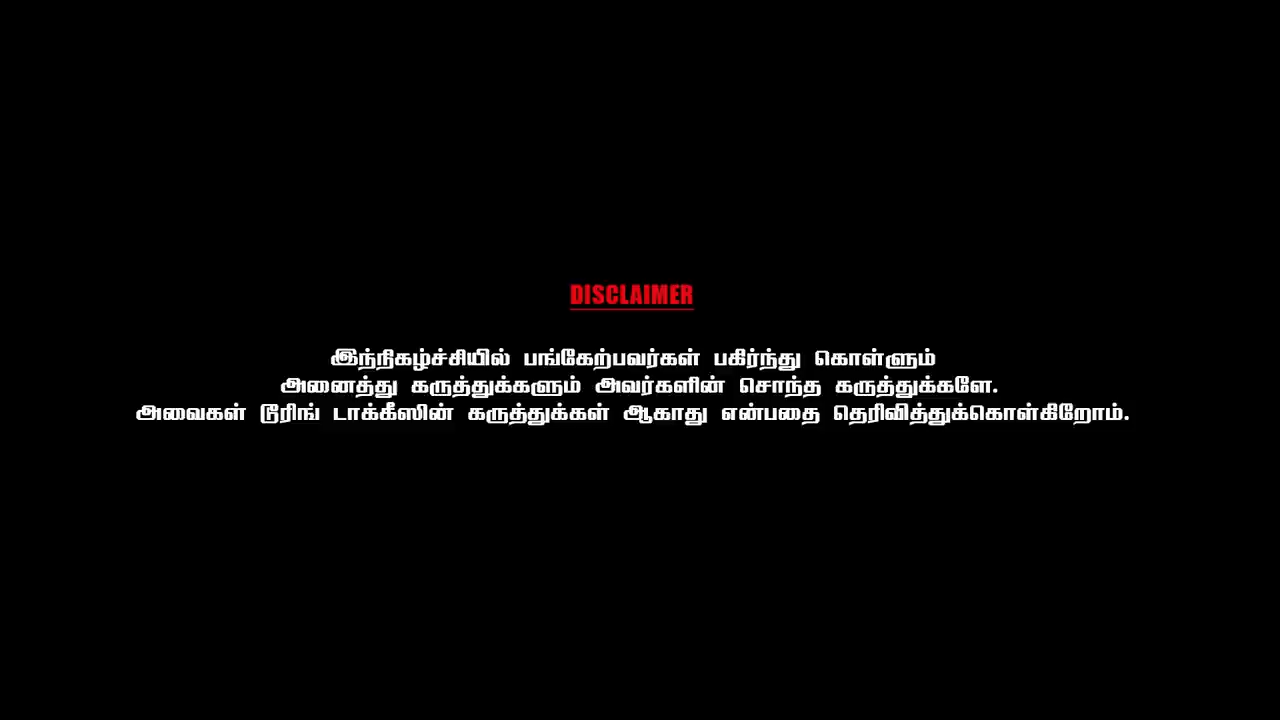 DISCLAIMER
இந்நிகழ்ச்சியில் பங்கேற்பவர்கள் பகிர்ந்து கொள்ளும்
அனைத்து கருத்துக்களும் அவர்களின் சொந்த கருத்துக்களே.
அவைகள் டூரிங் டாக்கீஸின் கருத்துக்கள் ஆகாது என்பதை தெரிவித்துக்கொள்கிறோம்.